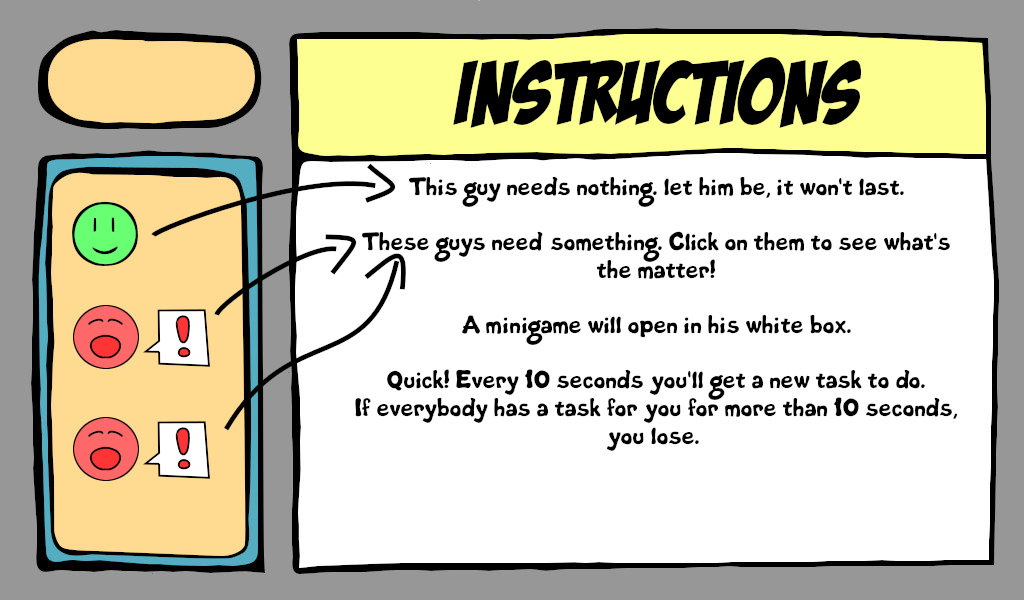 INSTRUCTIONS
This guy needs nothing. let him be, it won't last.
These guys need something. Click on them to see what's
the matter!
!
A minigame will open in his white box.
Quick! Every 10 seconds you'll get a new task to do.
If everybody has a task for you for more than 10 seconds,
!
you lose.